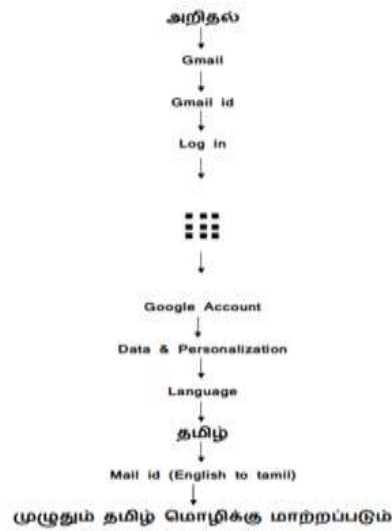 அறிதல்
Gmail
Gmail id
Log in
Google Account
Data & Personalization
Language
தமிழ்
Mail id (English to tamil)
முழுதும் தமிழ் மொழிக்கு மாற்றப்படும்